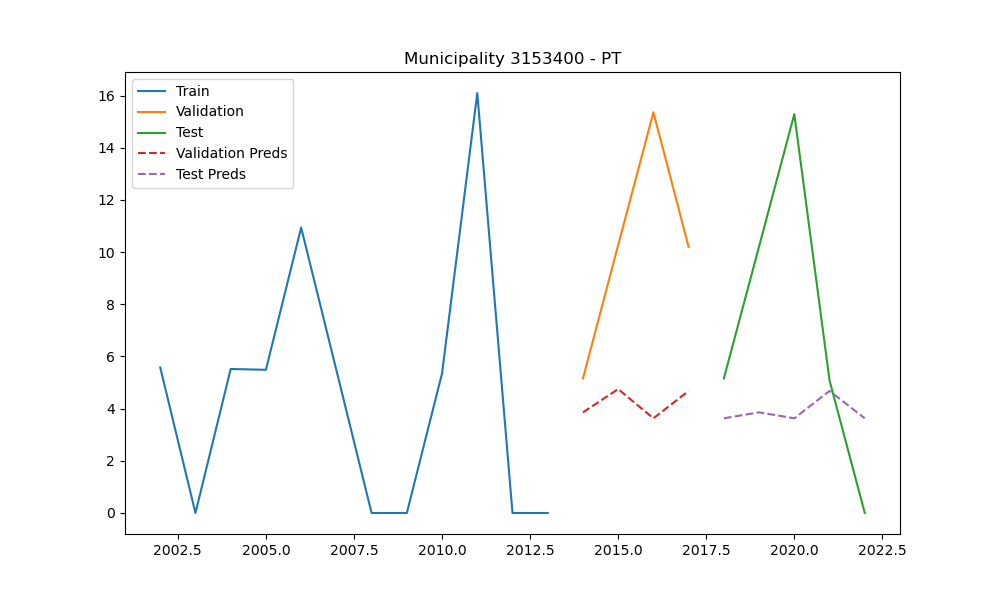 Municipality 3153400 - PT
Train
Validation
Test
Validation Preds
Test Preds
16
14
12
10
8
6
4
2
0
2002.5 2005.0 2007.5 2010.0 2012.5 2015.0 2017.5 2020.0 2022.5